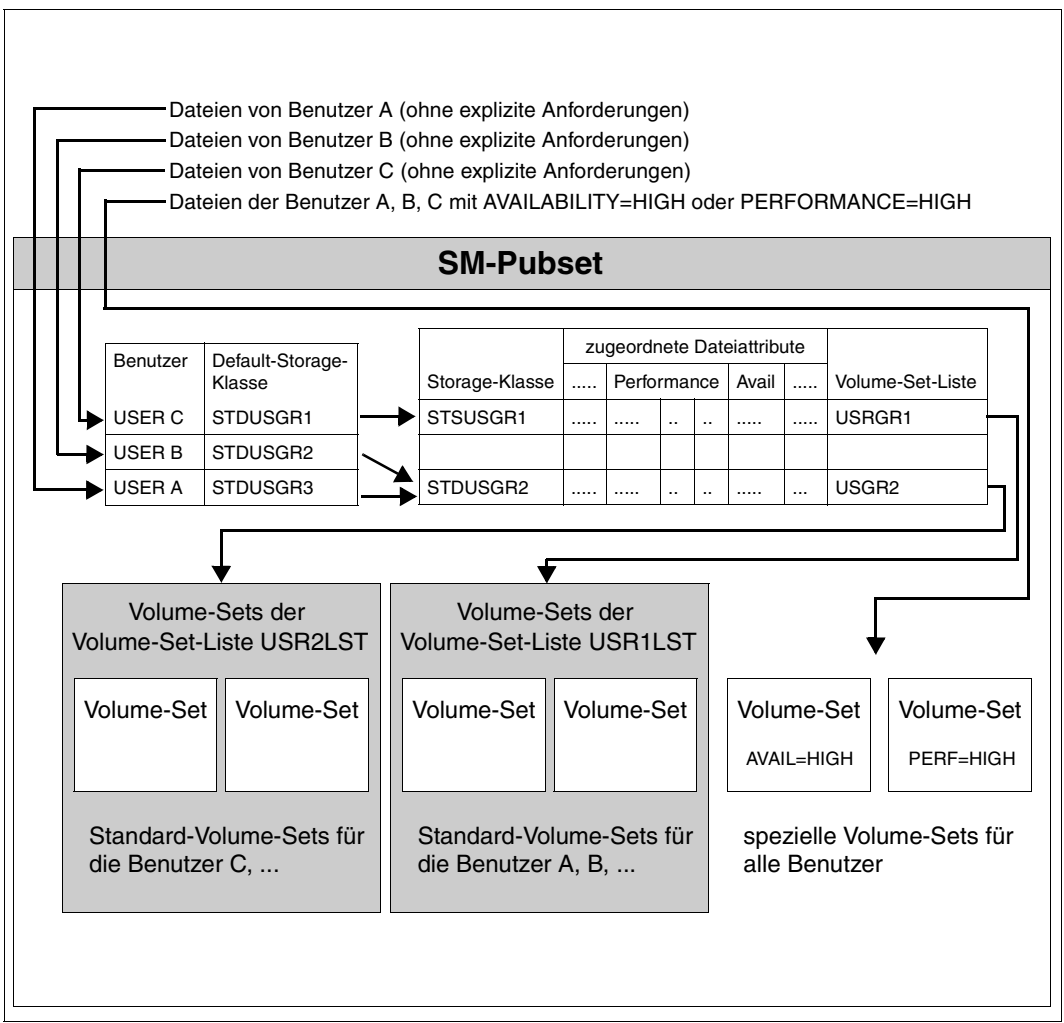 Dateien von Benutzer A (ohne explizite Anforderungen)
Dateien von Benutzer B (ohne explizite Anforderungen)
Dateien von Benutzer C (ohne explizite Anforderungen)
Dateien der Benutzer A, B, C mit AVAILABILITY=HIGH oder PERFORMANCE=HIGH
SM-Pubset
Benutzer Default-Storage-
Klasse
USER C STDUSGR1
USER B STDUSGR2
USER A STDUSGR3
zugeordnete Dateiattribute
Storage-Klasse ..... Performance Avail ..... Volume-Set-Liste
STSUSGR1 ..... ..... .. .. ..... ..... USRGR1
STDUSGR2 ..... ..... .. .. ..... ... USGR2
Volume-Sets der
Volume-Set-Liste USR2LST
Volume-Set Volume-Set
Standard-Volume-Sets für
die Benutzer C, ...
Volume-Sets der
Volume-Set-Liste USR1LST
Volume-Set Volume-Set
Standard-Volume-Sets für
die Benutzer A, B, ...
Volume-Set
AVAIL=HIGH
Volume-Set
PERF=HIGH
spezielle Volume-Sets für
alle Benutzer